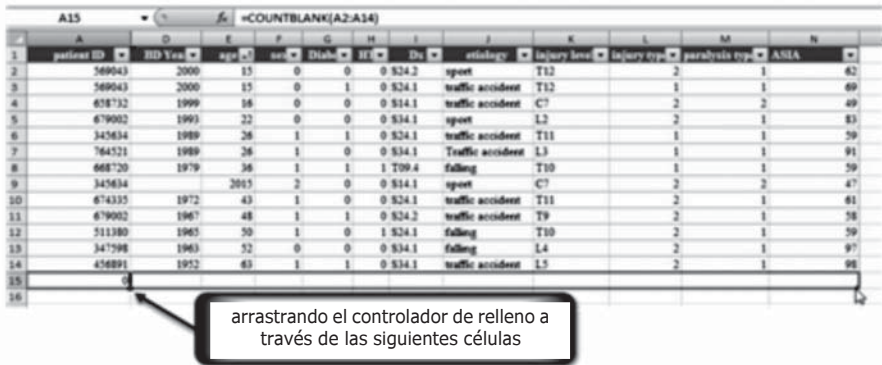 A15 fx =COUNTBLANK(A2:A14)
A D E F G H I J K L M N
1 patient ID BD Yea age sex Diabe HT Dx etiology injury leve injury type paralysis type ASIA
2 569043 2000 15 0 0 0 S24.2 sport T12 2 1 62
3 569043 2000 15 1 0 0 S24.1 traffic accident T12 1 1 69
4 658732 1999 16 0 0 0 S14.1 traffic accident C7 2 2 49
5 679002 1993 22 0 0 0 S34.1 sport L2 2 1 83
6 345634 1989 26 1 1 0 S24.1 traffic accident T11 1 1 59
7 764521 1989 26 1 0 0 S34.1 Traffic accident L3 1 1 91
8 668720 1979 36 1 1 1 T09.4 falling T10 1 1 59
9 345634 2015 2 0 0 S14.1 sport C7 2 2 47
10 674335 1972 43 1 0 0 S24.1 traffic accident T11 2 1 61
11 679002 1967 48 1 1 0 S24.2 traffic accident T9 2 1 58
12 511380 1965 50 1 0 1 S24.1 falling T10 2 1 59
13 347598 1963 52 0 0 0 S34.1 falling L4 2 1 97
14 456891 1952 63 1 1 0 S34.1 traffic accident L5 2 1 98
15 0
16
arrastrando el controlador de relleno a
través de las siguientes células